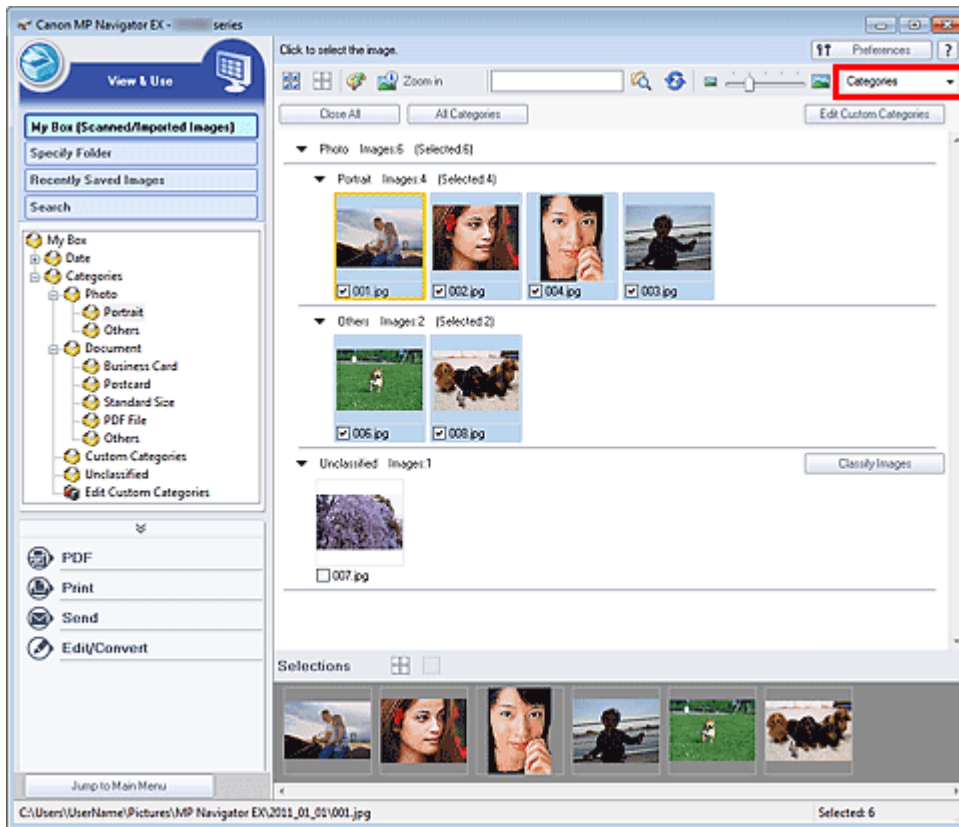 Canon MP Navigator EX - series
View & Use
My Box (Scanned/Imported Images)
Specify Folder
Recently Saved Images
Search
My Box
Date
Categories
Photo
Portrait
Others
Document
Business Card
Postcard
Standard Size
PDF File
Others
Custom Categories
Unclassified
Edit Custom Categories
PDF
Print
Send
Edit/Convert
Jump to Main Menu
Click to select the image.
Preferences
?
Zoom in
Categories
Close All
All Categories
Edit Custom Categories
Photo Images:6 (Selected:6)
Portrait Images:4 (Selected:4)
001.jpg
002.jpg
004.jpg
003.jpg
Others Images:2 (Selected:2)
006.jpg
008.jpg
Unclassified Images:1
Classify Images
007.jpg
Selections
C:\Users\UserName\Pictures\MP Navigator EX\2011_01_01\001.jpg
Selected: 6